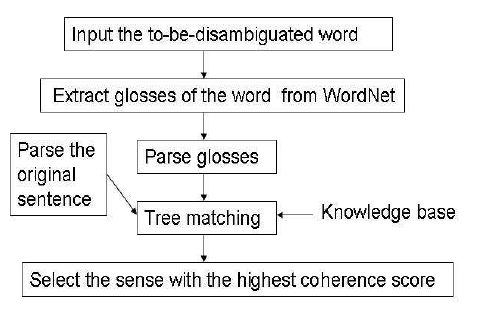 Input the to-be-disambiguated word
Extract glosses of the word from WordNet
Parse the
original
sentence
Parse glosses
Tree matching
Knowledge base
Select the sense with the highest coherence score